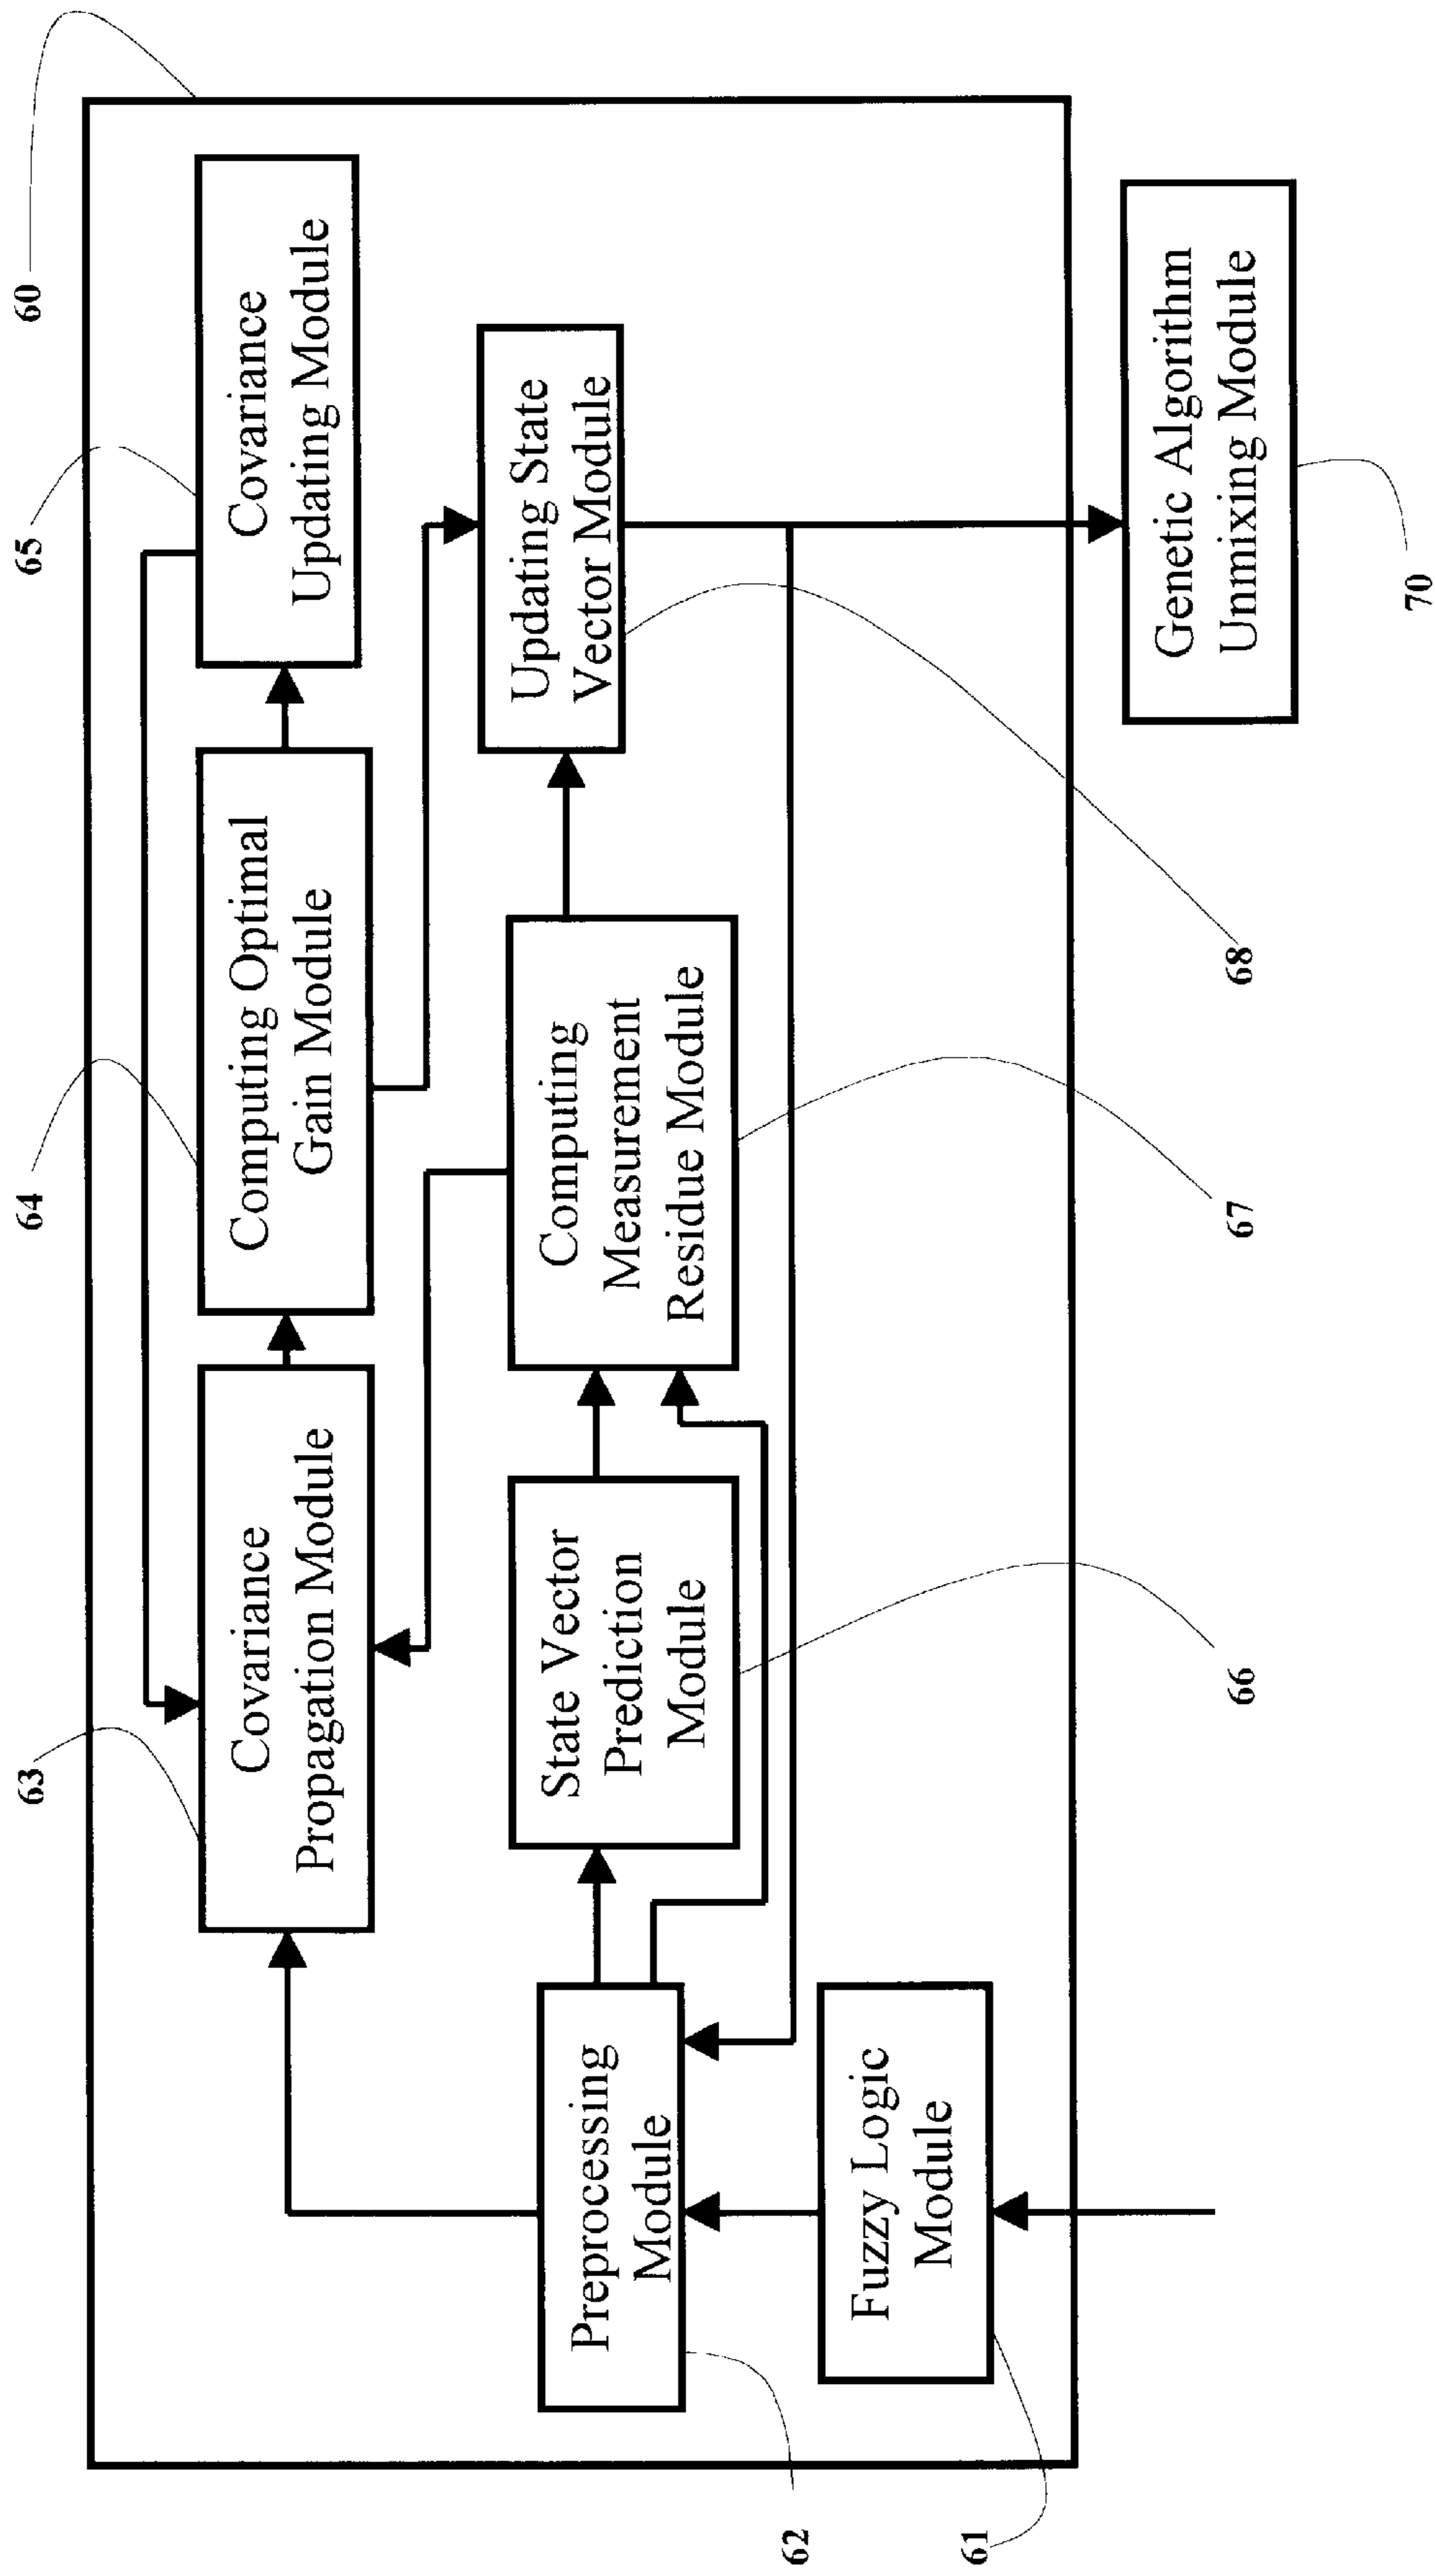 60
65
64
63
Covariance
Propagation Module
Computing Optimal
Gain Module
Covariance
Updating Module
Preprocessing
Module
State Vector
Prediction
Module
Computing
Measurement
Residue Module
Updating State
Vector Module
Fuzzy Logic
Module
Genetic Algorithm
Unmixing Module
62
61
66
67
68
70